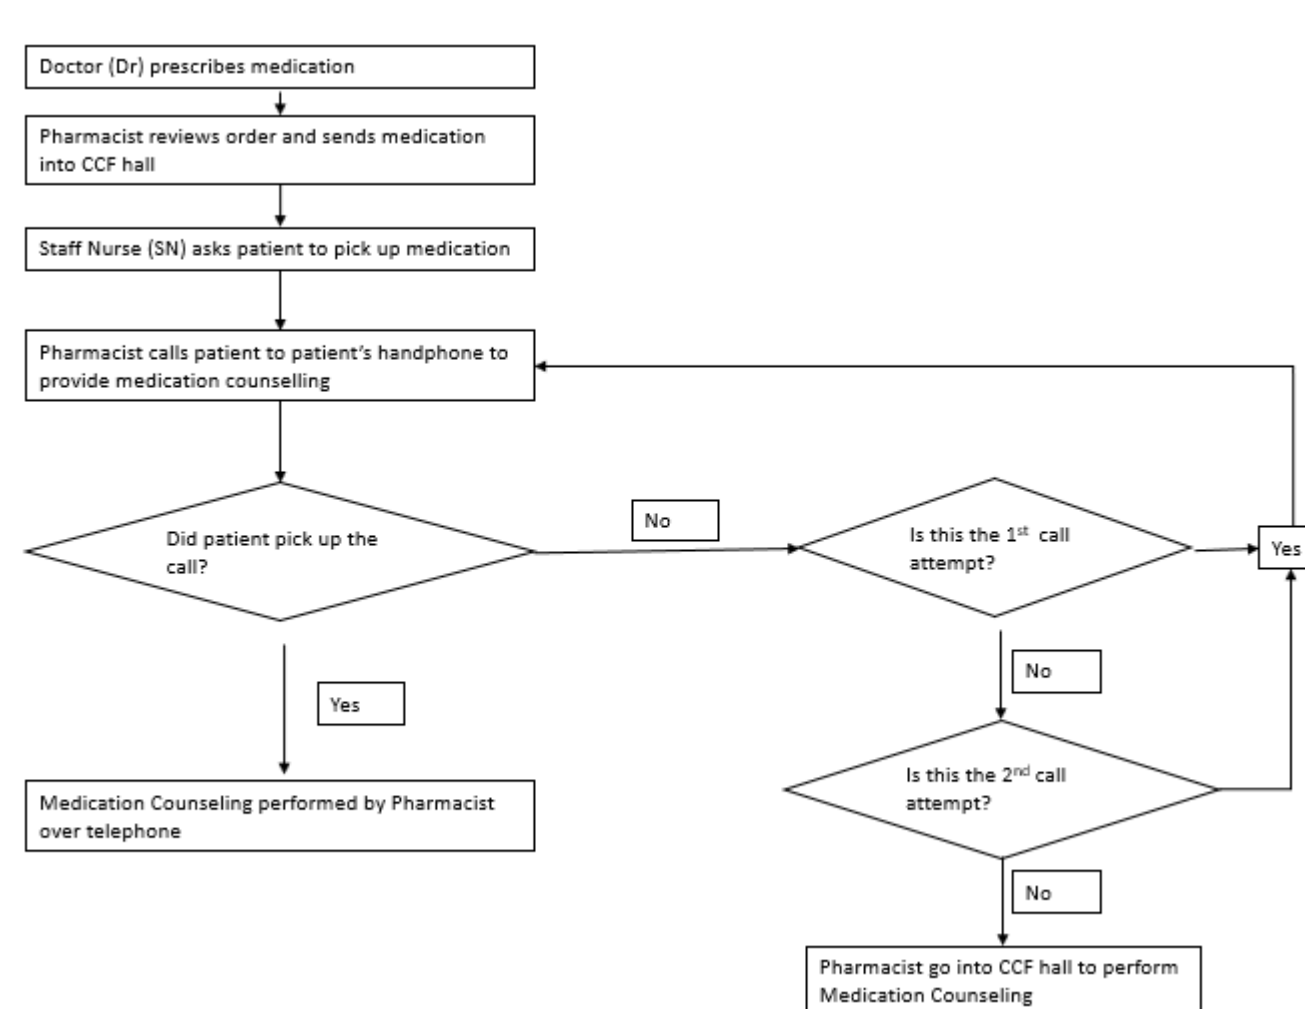 Doctor (Dr) prescribes medication
Pharmacist reviews order and sends medication
into CCF hall
Staff Nurse (SN) asks patient to pick up medication
Pharmacist calls patient to patient’s handphone to
provide medication counselling
Did patient pick up the
call?
No
Is this the 1st call
attempt?
Yes
No
Yes
Is this the 2nd call
attempt?
Medication Counseling performed by Pharmacist
over telephone
No
Pharmacist go into CCF hall to perform
Medication Counseling